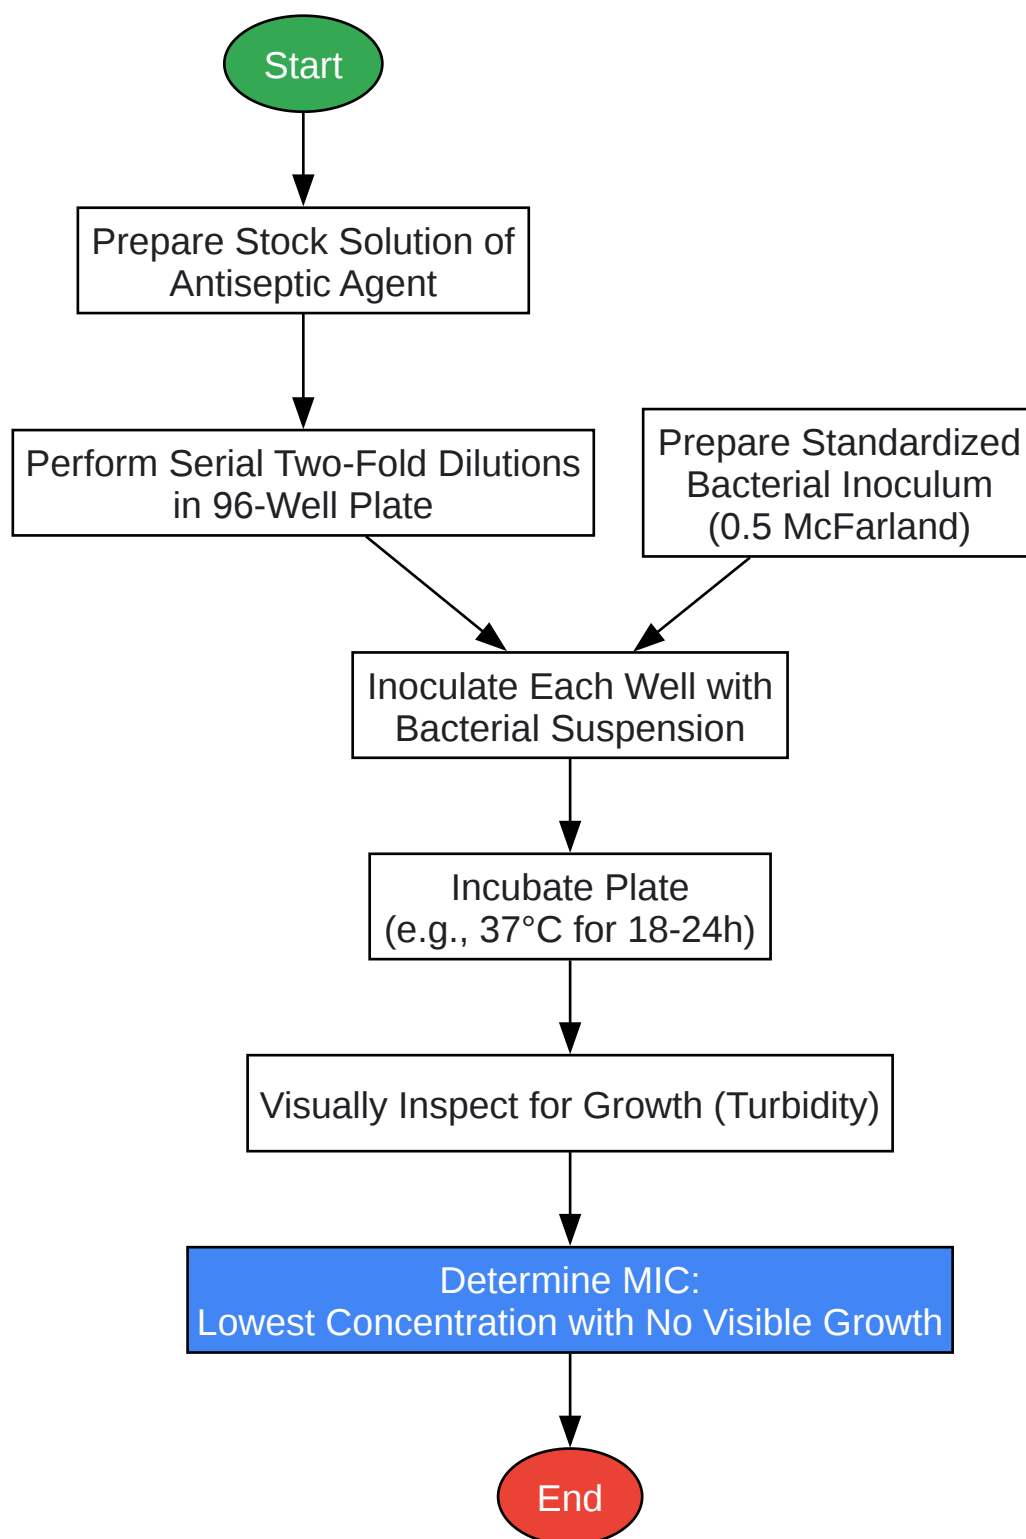 Start
Prepare Stock Solution of
Antiseptic Agent
Perform Serial Two-Fold Dilutions
in 96-Well Plate
Prepare Standardized
Bacterial Inoculum
(0.5 McFarland)
Inoculate Each Well with
Bacterial Suspension
Incubate Plate
(e.g., 37°C for 18-24h)
Visually Inspect for Growth (Turbidity)
Determine MIC:
Lowest Concentration with No Visible Growth
End